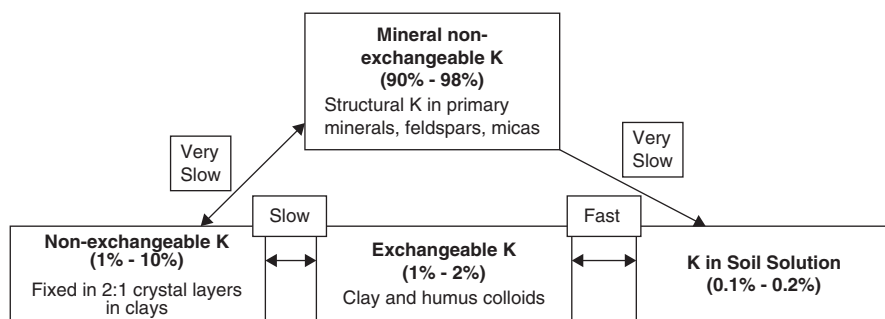 Mineral non-
exchangeable K
(90% - 98%)
Structural K in primary
minerals, feldspars, micas
Very
Slow
Very
Slow
Slow
Fast
Non-exchangeable K
(1% - 10%)
Fixed in 2:1 crystal layers
in clays
Exchangeable K
(1% - 2%)
Clay and humus colloids
K in Soil Solution
(0.1% - 0.2%)